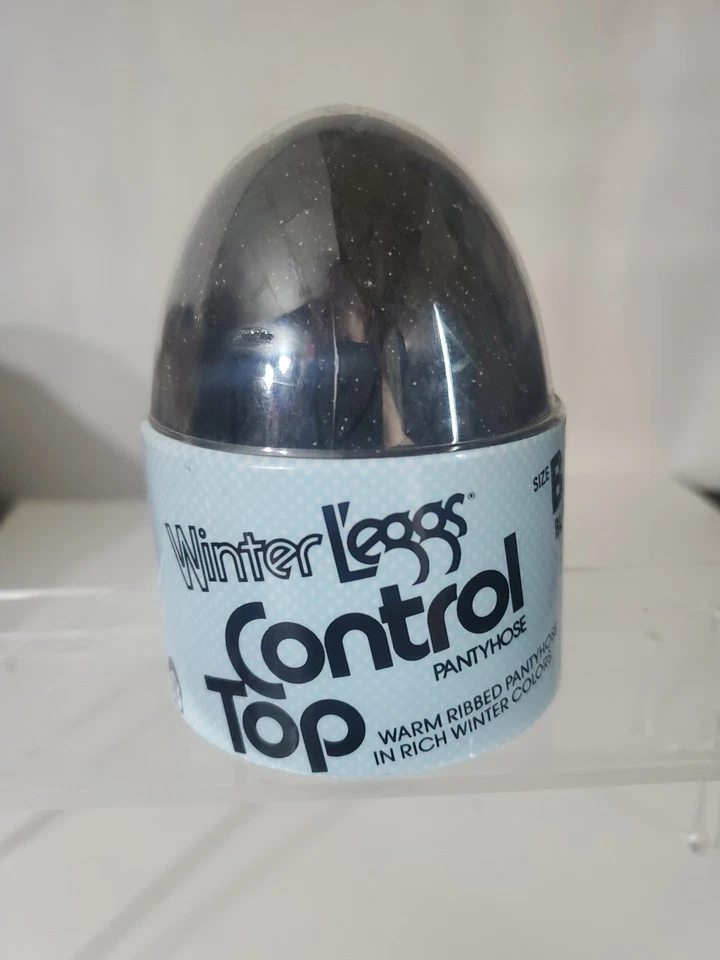 Winter L'eggs®
Control
PANTYHOSE
Top
WARM RIBBED PANTYHOSE
IN RICH WINTER COLORS
SIZE B